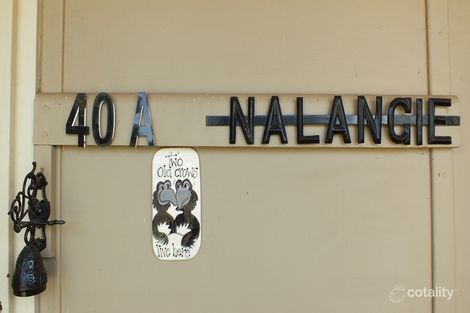 40 A NALANGIE
Two
old crows
live here
cotality